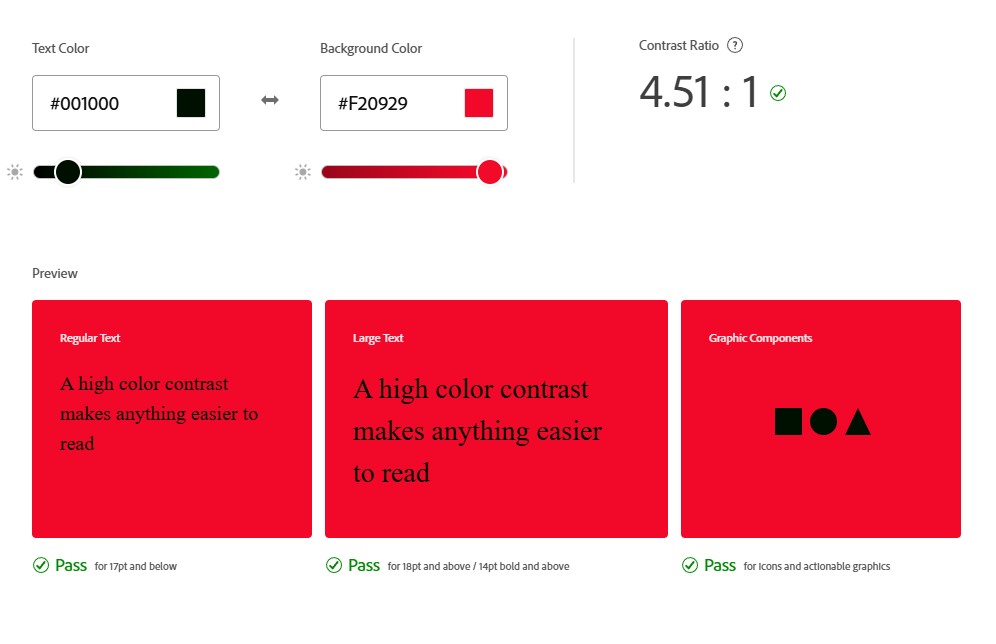 Text Color
Background Color
Contrast Ratio ?
#001000
#F20929
4.51 : 1
Preview
Regular Text
A high color contrast
makes anything easier to
read
Large Text
A high color contrast
makes anything easier
to read
Graphic Components
Pass for 17pt and below
Pass for 18pt and above / 14pt bold and above
Pass for icons and actionable graphics